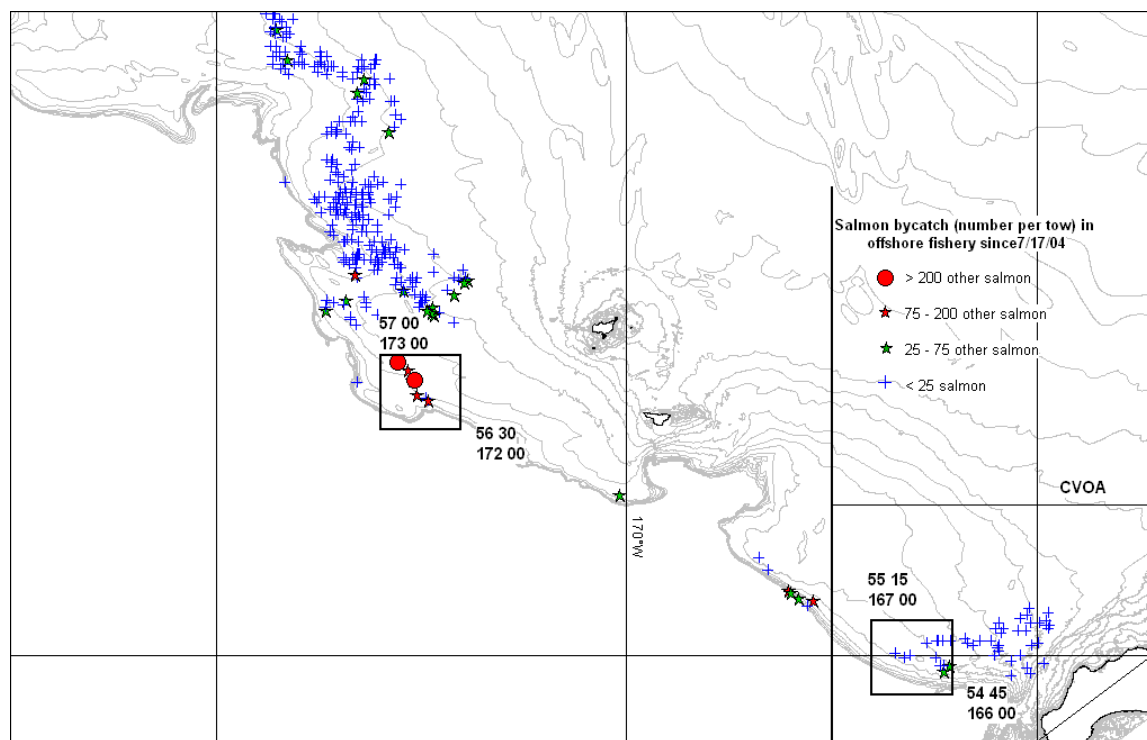 Salmon bycatch (number per tow) in
offshore fishery since7/17/04
> 200 other salmon
75 - 200 other salmon
25 - 75 other salmon
< 25 salmon
57 00
173 00
56 30
172 00
CVOA
170°W
55 15
167 00
54 45
166 00